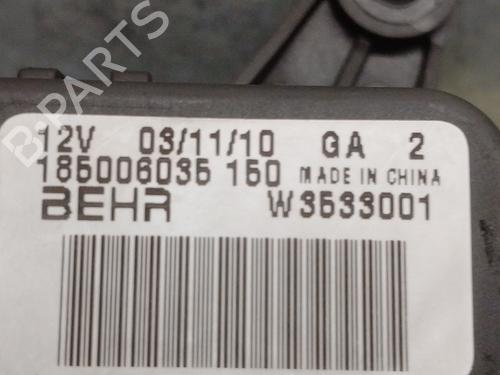 B-PARTS
12V 03/11/10 GA 2
185006035 150 MADE IN CHINA
BEHR W3533001